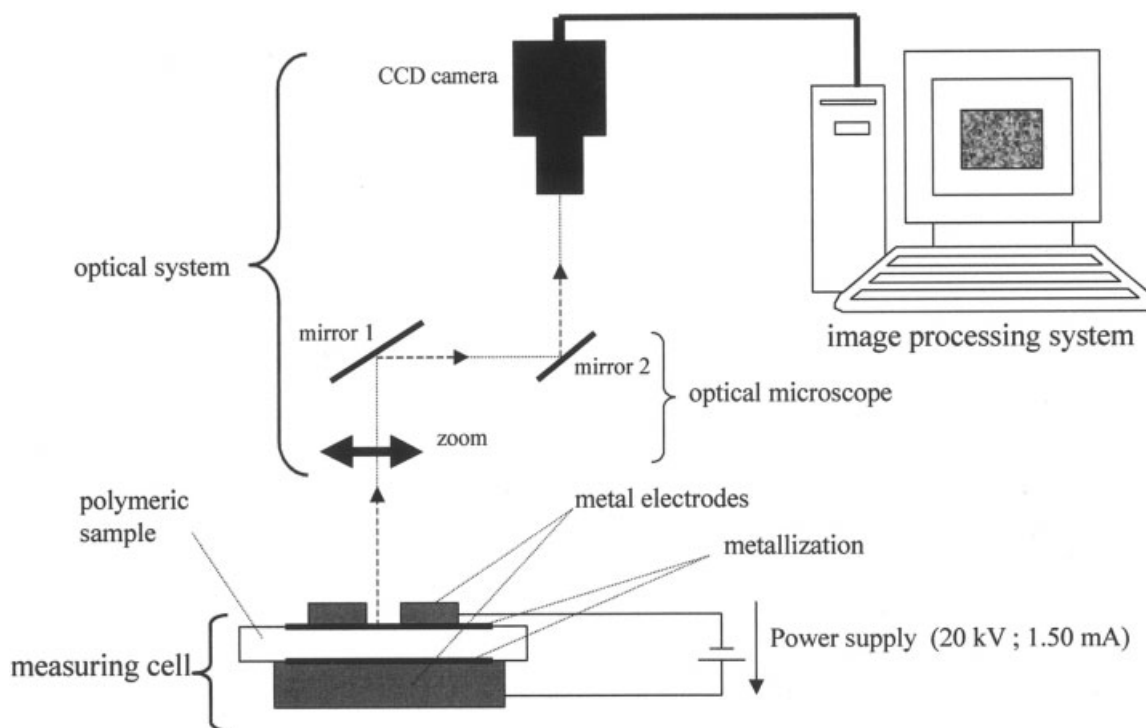 CCD camera
optical system
mirror 1
mirror 2
image processing system
optical microscope
zoom
polymeric
sample
metal electrodes
metallization
measuring cell
Power supply (20 kV ; 1.50 mA)